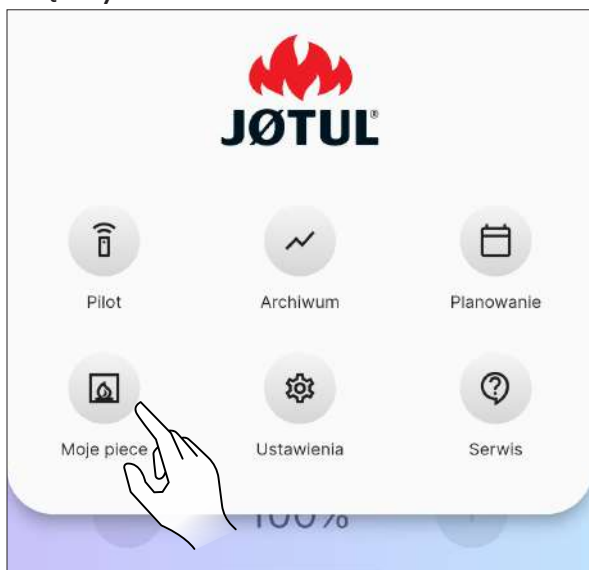 JØTUL®
Pilot
Archiwum
Planowanie
Moje piece
Ustawienia
Serwis
100%